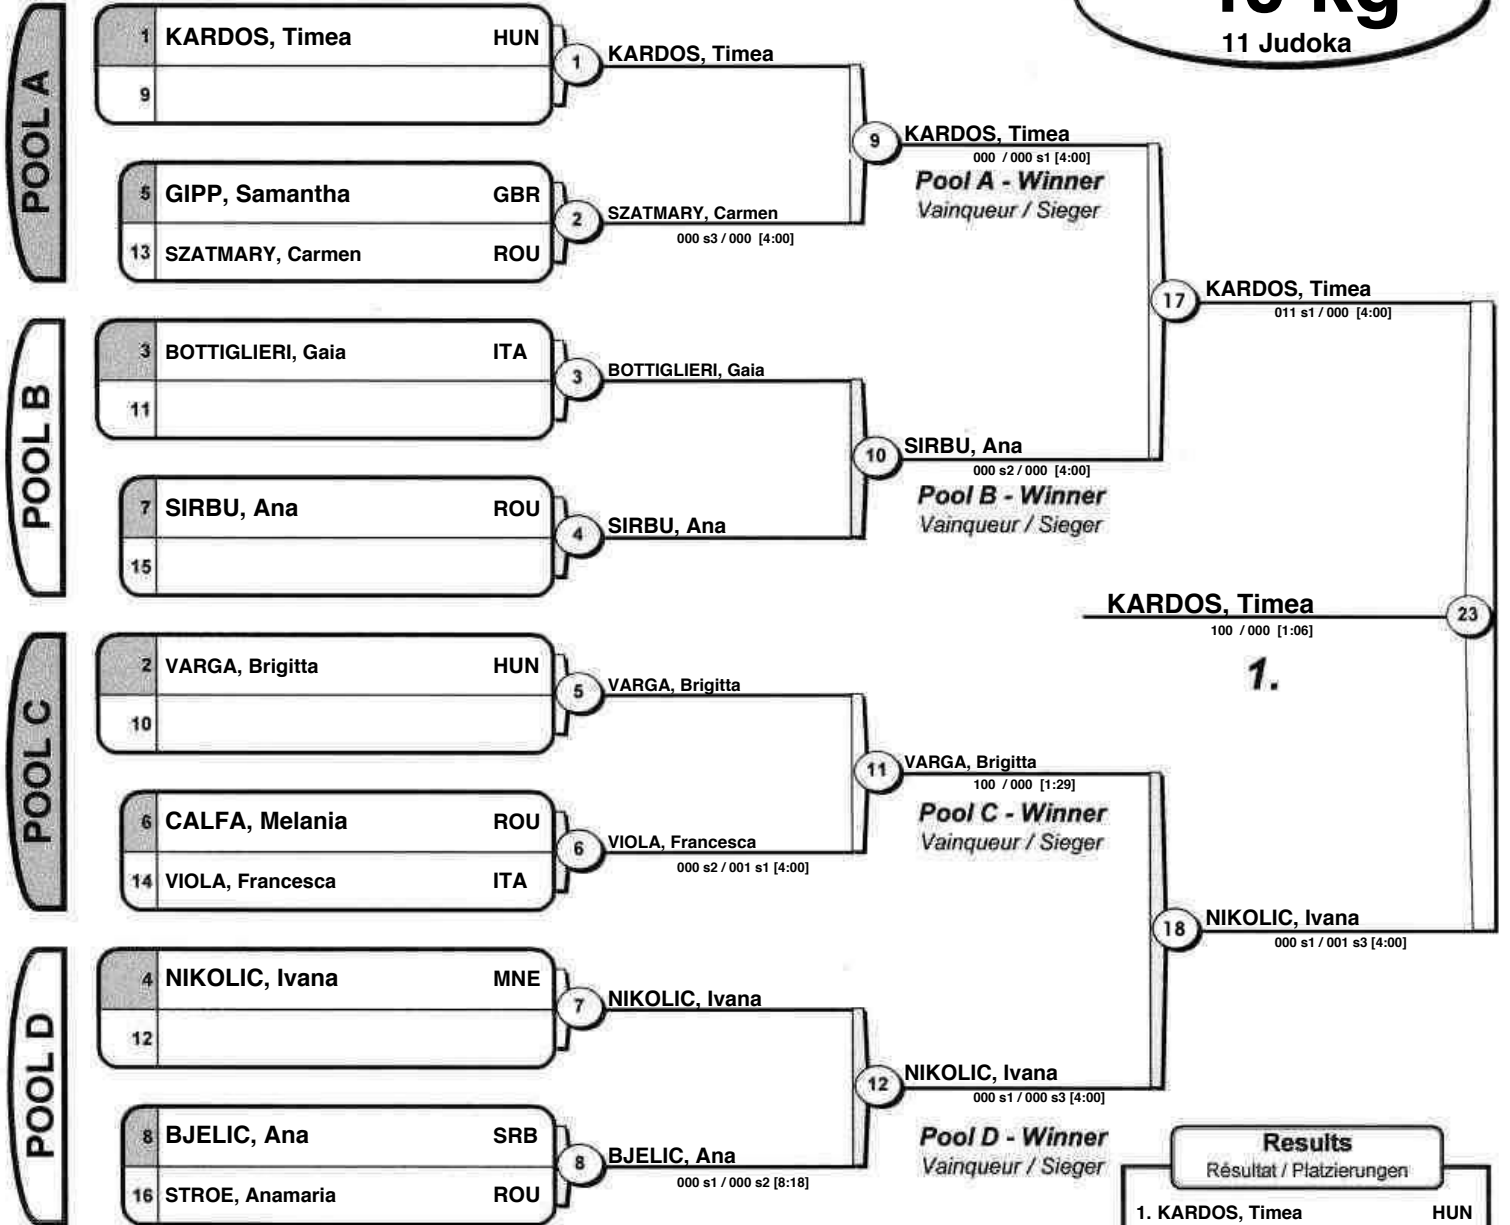 11 Judoka
POOL A
1 KARDOS, Timea HUN
9
1 KARDOS, Timea
5 GIPP, Samantha GBR
13 SZATMARY, Carmen ROU
2 SZATMARY, Carmen
000 s3 / 000 [4:00]
9 KARDOS, Timea
000 / 000 s1 [4:00]
Pool A - Winner
Vainqueur / Sieger
POOL B
3 BOTTIGLIERI, Gaia ITA
11
3 BOTTIGLIERI, Gaia
7 SIRBU, Ana ROU
15
4 SIRBU, Ana
10 SIRBU, Ana
000 s2 / 000 [4:00]
Pool B - Winner
Vainqueur / Sieger
17 KARDOS, Timea
011 s1 / 000 [4:00]
KARDOS, Timea 23
100 / 000 [1:06]
1.
POOL C
2 VARGA, Brigitta HUN
10
5 VARGA, Brigitta
6 CALFA, Melania ROU
14 VIOLA, Francesca ITA
6 VIOLA, Francesca
000 s2 / 001 s1 [4:00]
11 VARGA, Brigitta
100 / 000 [1:29]
Pool C - Winner
Vainqueur / Sieger
POOL D
4 NIKOLIC, Ivana MNE
12
7 NIKOLIC, Ivana
8 BJELIC, Ana SRB
16 STROE, Anamaria ROU
8 BJELIC, Ana
000 s1 / 000 s2 [8:18]
12 NIKOLIC, Ivana
000 s1 / 000 s3 [4:00]
Pool D - Winner
Vainqueur / Sieger
18 NIKOLIC, Ivana
000 s1 / 001 s3 [4:00]
Results
Résultat / Platzierungen
1. KARDOS, Timea HUN